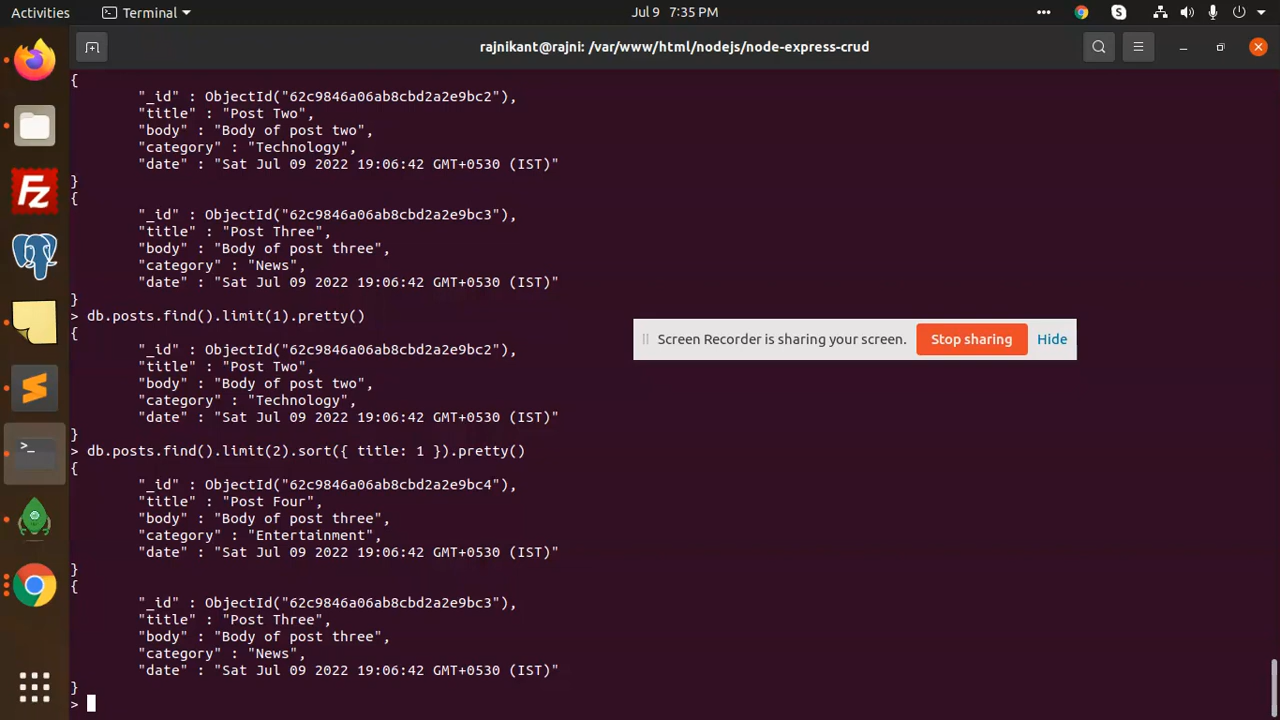 Activities
Terminal
Jul 9 7:35 PM
rajnikant@rajni: /var/www/html/nodejs/node-express-crud
{
"_id" : ObjectId("62c9846a06ab8cbd2a2e9bc2"),
"title" : "Post Two",
"body" : "Body of post two",
"category" : "Technology",
"date" : "Sat Jul 09 2022 19:06:42 GMT+0530 (IST)"
}
{
"_id" : ObjectId("62c9846a06ab8cbd2a2e9bc3"),
"title" : "Post Three",
"body" : "Body of post three",
"category" : "News",
"date" : "Sat Jul 09 2022 19:06:42 GMT+0530 (IST)"
}
> db.posts.find().limit(1).pretty()
{
"_id" : ObjectId("62c9846a06ab8cbd2a2e9bc2"),
"title" : "Post Two",
"body" : "Body of post two",
"category" : "Technology",
"date" : "Sat Jul 09 2022 19:06:42 GMT+0530 (IST)"
}
> db.posts.find().limit(2).sort({ title: 1 }).pretty()
{
"_id" : ObjectId("62c9846a06ab8cbd2a2e9bc4"),
"title" : "Post Four",
"body" : "Body of post three",
"category" : "Entertainment",
"date" : "Sat Jul 09 2022 19:06:42 GMT+0530 (IST)"
}
{
"_id" : ObjectId("62c9846a06ab8cbd2a2e9bc3"),
"title" : "Post Three",
"body" : "Body of post three",
"category" : "News",
"date" : "Sat Jul 09 2022 19:06:42 GMT+0530 (IST)"
}
>
Screen Recorder is sharing your screen.
Stop sharing
Hide
Fz
>_
S